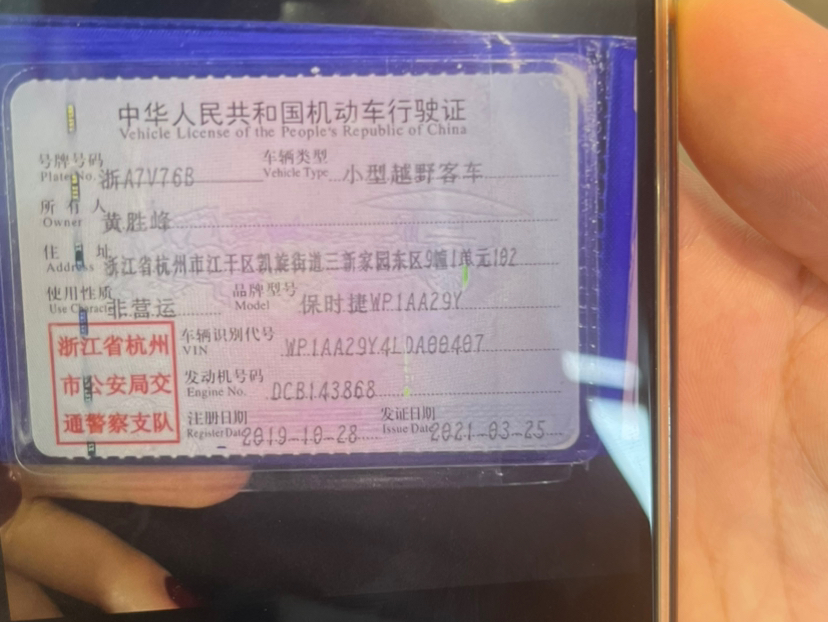 中华人民共和国机动车行驶证
Vehicle License of the People's Republic of China
号牌号码 浙A7V76B 车辆类型 小型越野客车
Plate No. Vehicle Type
所有人 黄胜峰
Owner
住址 浙江省杭州市江干区凯旋街道三新家园东区9幢1单元102
Address
使用性质 非营运 品牌型号 保时捷WP1AA29Y
Use Character Model
浙江省杭州
市公安局交
通警察支队
车辆识别代号 WP1AA29Y4LDA00407
VIN
发动机号码 DCB143868
Engine No.
注册日期 2019-10-28 发证日期 2021-03-25
Register Date Issue Date